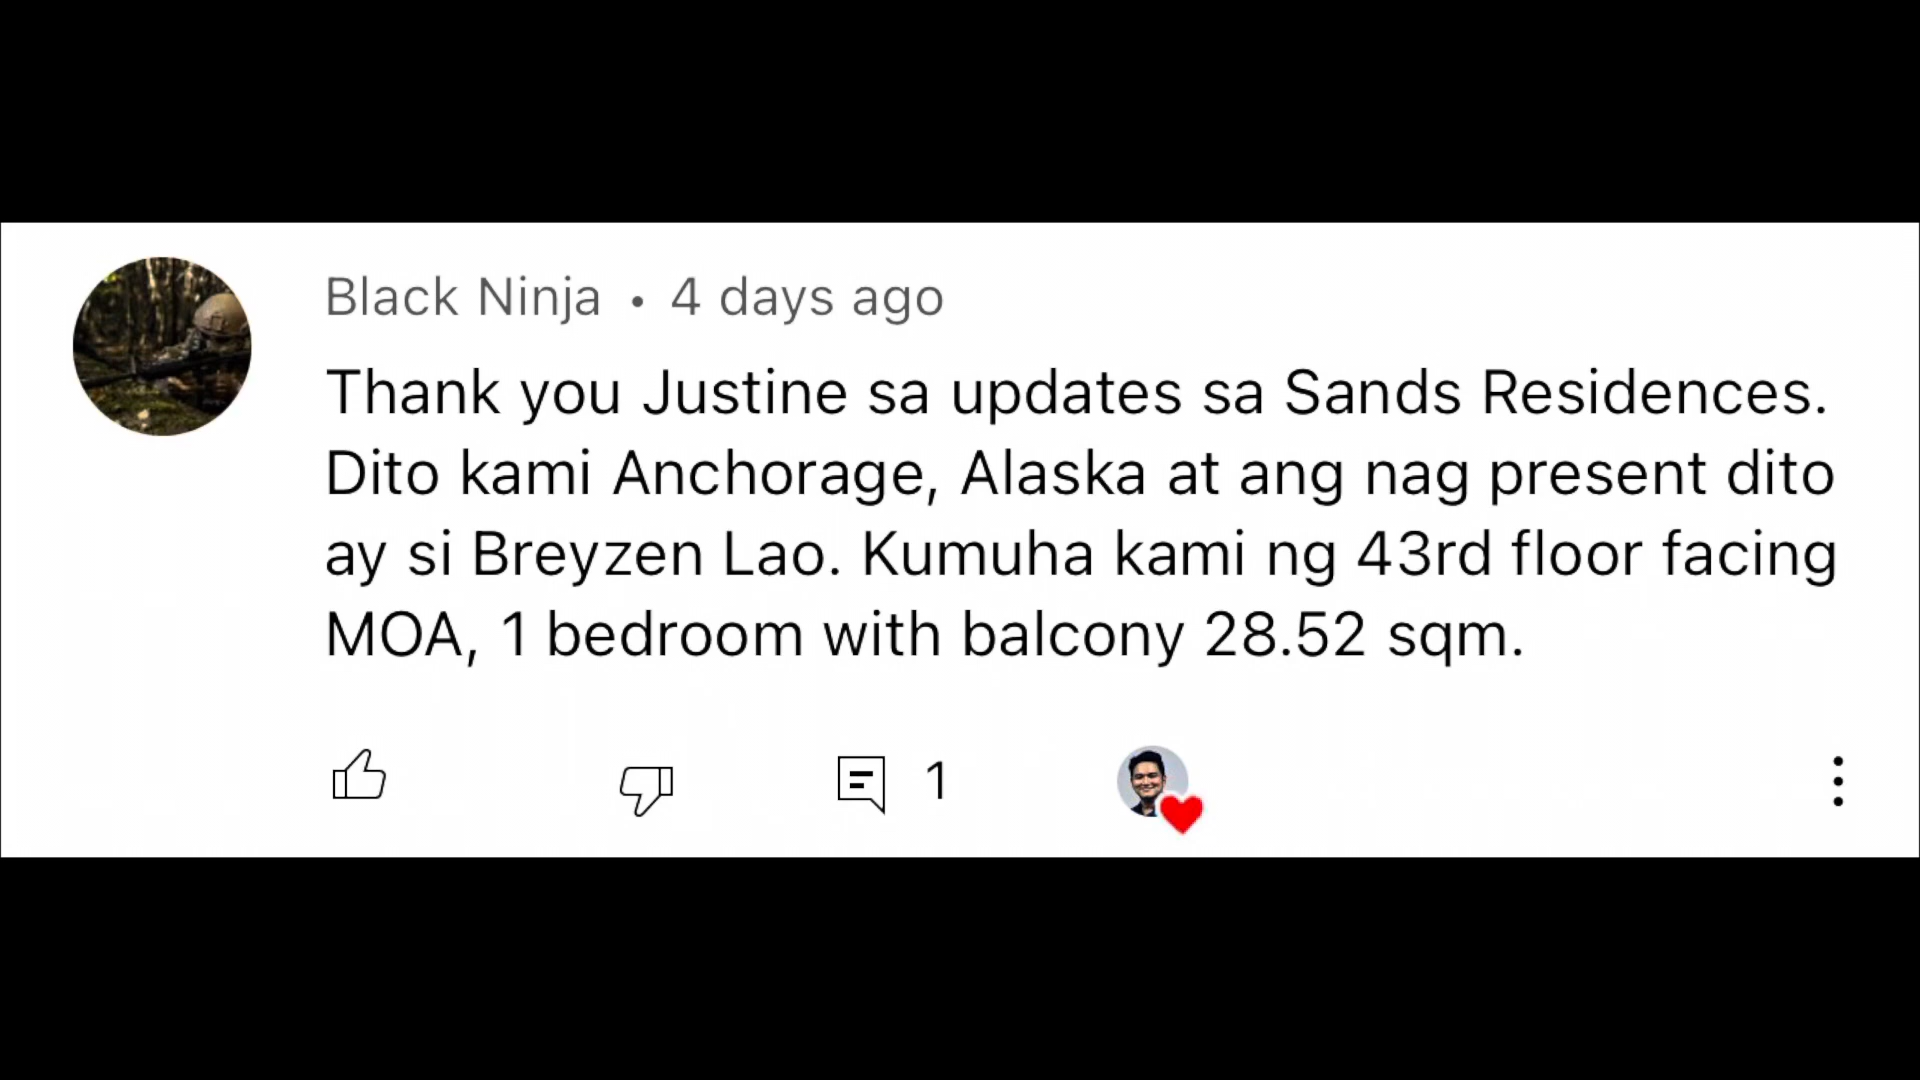 Black Ninja • 4 days ago
Thank you Justine sa updates sa Sands Residences.
Dito kami Anchorage, Alaska at ang nag present dito
ay si Breyzen Lao. Kumuha kami ng 43rd floor facing
MOA, 1 bedroom with balcony 28.52 sqm.
1